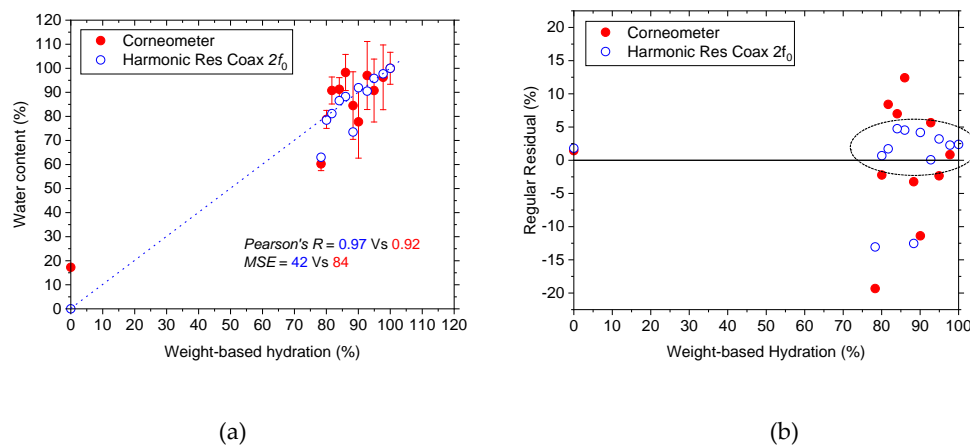 120
110
100
90
80
70
60
50
40
30
20
10
0
Water content (%)
Corneometer
Harmonic Res Coax 2f₀
Pearson's R = 0.97 Vs 0.92
MSE = 42 Vs 84
0 10 20 30 40 50 60 70 80 90 100 110 120
Weight-based hydration (%)
(a)
20
15
10
5
0
-5
-10
-15
-20
Regular Residual (%)
Corneometer
Harmonic Res Coax 2f₀
0 10 20 30 40 50 60 70 80 90 100
Weight-based Hydration (%)
(b)